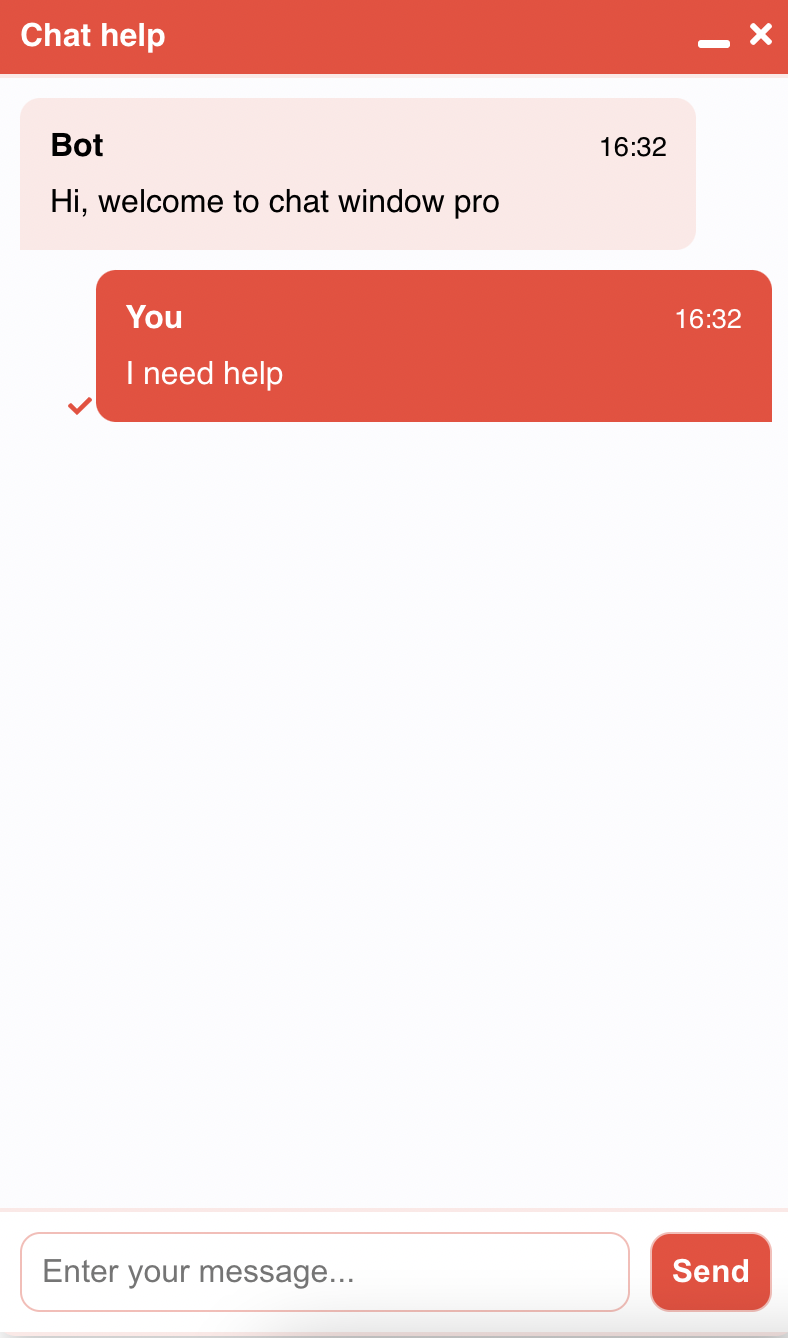 Chat help
Bot 16:32
Hi, welcome to chat window pro
You 16:32
I need help
Enter your message...
Send